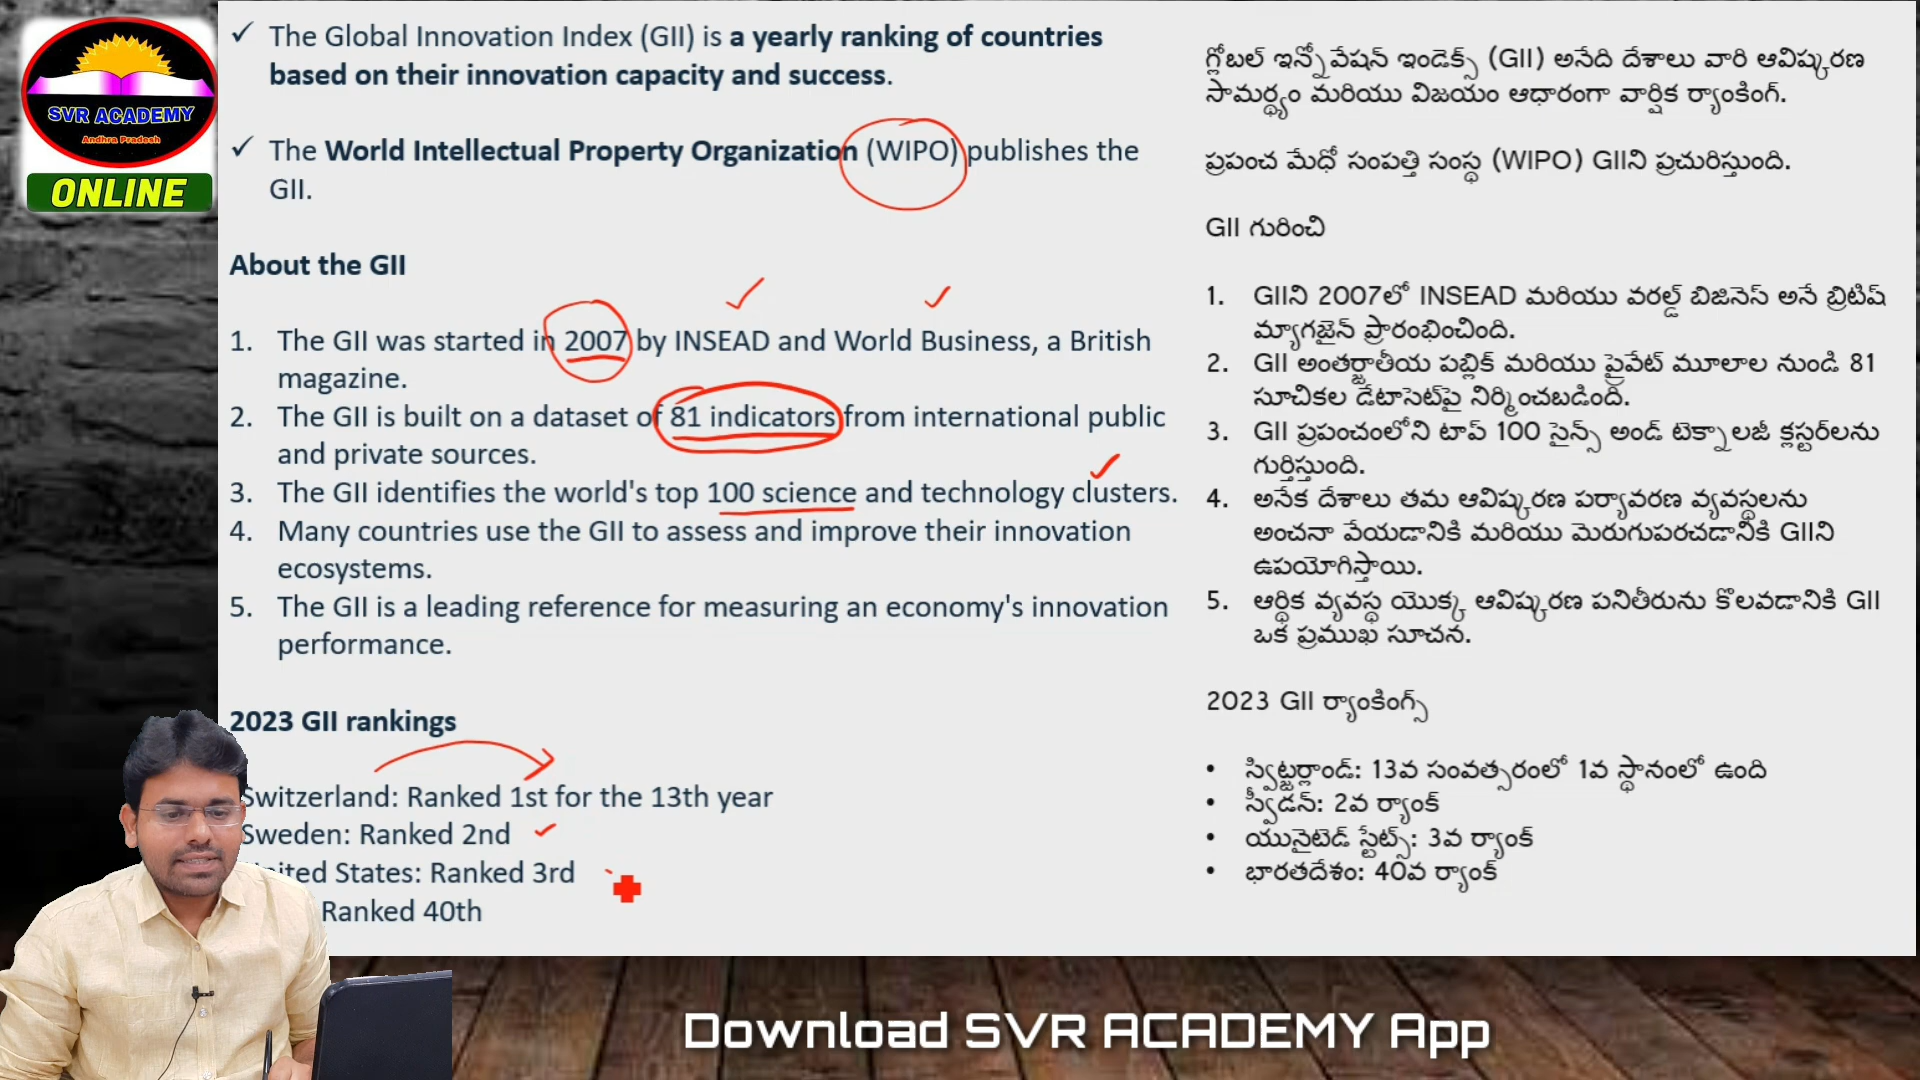 SVR ACADEMY
Andhra Pradesh
ONLINE
The Global Innovation Index (GII) is a yearly ranking of countries
based on their innovation capacity and success.
The World Intellectual Property Organization (WIPO) publishes the
GII.
About the GII
1. The GII was started in 2007 by INSEAD and World Business, a British
magazine.
2. The GII is built on a dataset of 81 indicators from international public
and private sources.
3. The GII identifies the world's top 100 science and technology clusters.
4. Many countries use the GII to assess and improve their innovation
ecosystems.
5. The GII is a leading reference for measuring an economy's innovation
performance.
2023 GII rankings
Switzerland: Ranked 1st for the 13th year
Sweden: Ranked 2nd
States: Ranked 3rd
Ranked 40th
గ్లోబల్ ఇన్నోవేషన్ ఇండెక్స్ (GII) అనేది దేశాలు వారి ఆవిష్కరణ
సామర్థ్యం మరియు విజయం ఆధారంగా వార్షిక ర్యాంకింగ్.
ప్రపంచ మేధో సంపత్తి సంస్థ (WIPO) GIIని ప్రచురిస్తుంది.
GII గురించి
1. GIIని 2007లో INSEAD మరియు వరల్డ్ బిజినెస్ అనే బ్రిటిష్
మ్యాగజైన్ ప్రారంభించింది.
2. GII అంతర్జాతీయ పబ్లిక్ మరియు ప్రైవేట్ మూలాల నుండి 81
సూచికల డేటాసెట్‌పై నిర్మించబడింది.
3. GII ప్రపంచంలోని టాప్ 100 సైన్స్ అండ్ టెక్నాలజీ క్లస్టర్‌లను
గుర్తిస్తుంది.
4. అనేక దేశాలు తమ ఆవిష్కరణ పర్యావరణ వ్యవస్థలను
అంచనా వేయడానికి మరియు మెరుగుపరచడానికి GIIని
ఉపయోగిస్తాయి.
5. ఆర్థిక వ్యవస్థ యొక్క ఆవిష్కరణ పనితీరును కొలవడానికి GII
ఒక ప్రముఖ సూచన.
2023 GII ర్యాంకింగ్స్
• స్విట్జర్లాండ్: 13వ సంవత్సరంలో 1వ స్థానంలో ఉంది
• స్వీడన్: 2వ ర్యాంక్
• యునైటెడ్ స్టేట్స్: 3వ ర్యాంక్
• భారతదేశం: 40వ ర్యాంక్
Download SVR ACADEMY App